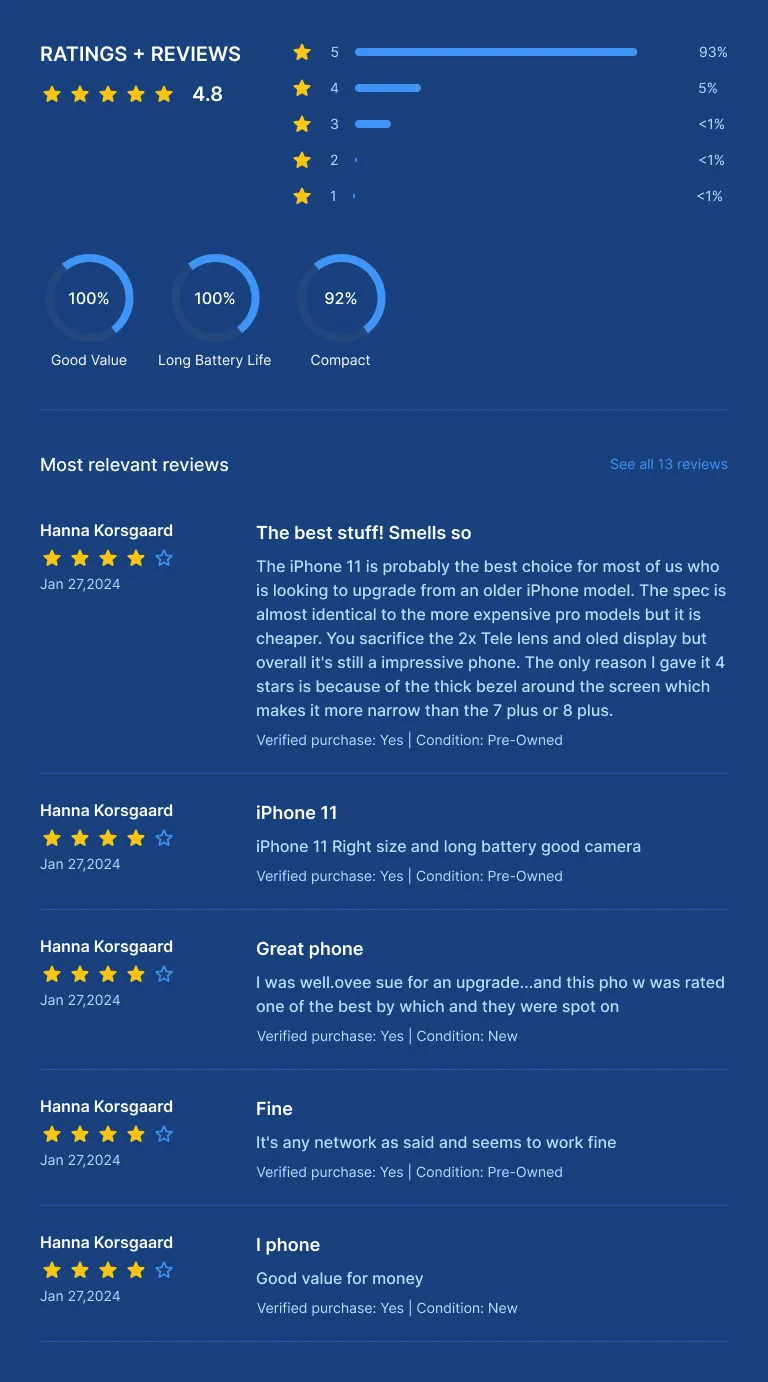 RATINGS + REVIEWS
4.8
5 93%
4 5%
3 <1%
2 <1%
1 <1%
100% 100% 92%
Good Value Long Battery Life Compact
Most relevant reviews See all 13 reviews
Hanna Korsgaard
Jan 27,2024
The best stuff! Smells so
The iPhone 11 is probably the best choice for most of us who
is looking to upgrade from an older iPhone model. The spec is
almost identical to the more expensive pro models but it is
cheaper. You sacrifice the 2x Tele lens and oled display but
overall it's still a impressive phone. The only reason I gave it 4
stars is because of the thick bezel around the screen which
makes it more narrow than the 7 plus or 8 plus.
Verified purchase: Yes | Condition: Pre-Owned
Hanna Korsgaard
Jan 27,2024
iPhone 11
iPhone 11 Right size and long battery good camera
Verified purchase: Yes | Condition: Pre-Owned
Hanna Korsgaard
Jan 27,2024
Great phone
I was well.ovee sue for an upgrade...and this pho w was rated
one of the best by which and they were spot on
Verified purchase: Yes | Condition: New
Hanna Korsgaard
Jan 27,2024
Fine
It's any network as said and seems to work fine
Verified purchase: Yes | Condition: Pre-Owned
Hanna Korsgaard
Jan 27,2024
I phone
Good value for money
Verified purchase: Yes | Condition: New